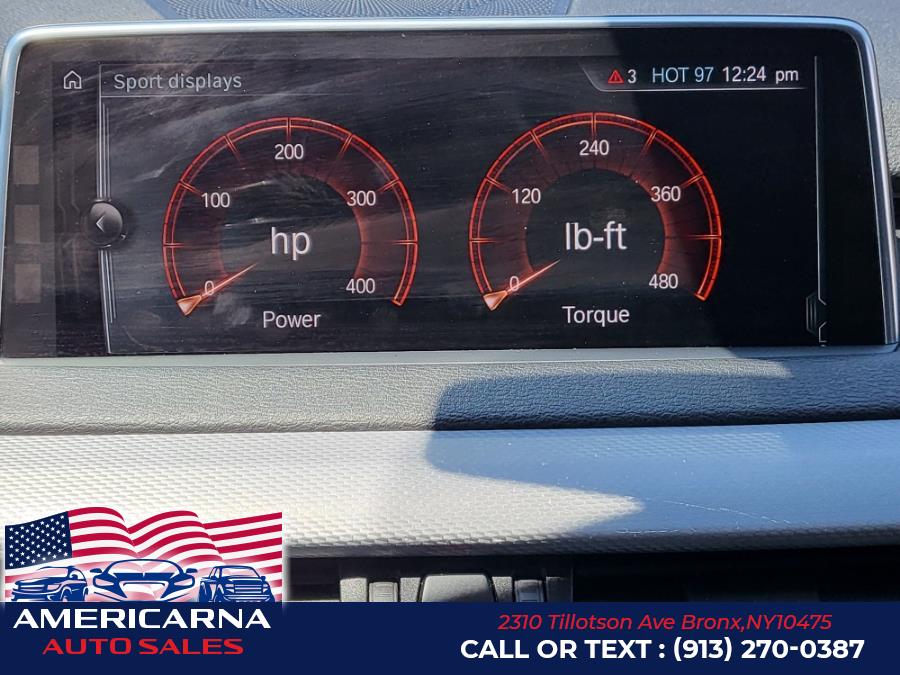 Sport displays
3 HOT 97 12:24 pm
200
100
300
hp
0
400
Power
240
120
360
lb-ft
0
480
Torque
AMERICARNA
AUTO SALES
2310 Tillotson Ave Bronx,NY10475
CALL OR TEXT : (913) 270-0387